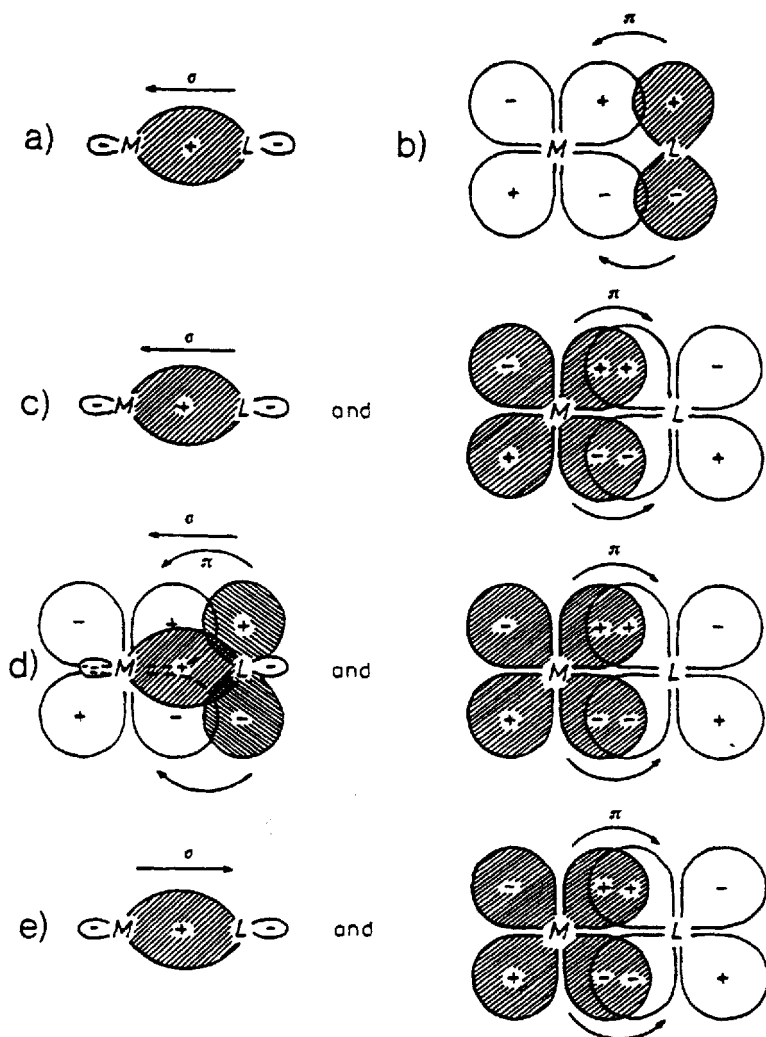 σ
a) - M + L -
π
b) - + + M L + - -
σ
c) - M + L - and
π
- + + - M L + - - +
σ
π
d) - + + - M + L - + - - and
π
- + + - M L + - - +
σ
e) - M + L - and
π
- + + - M L + - - +